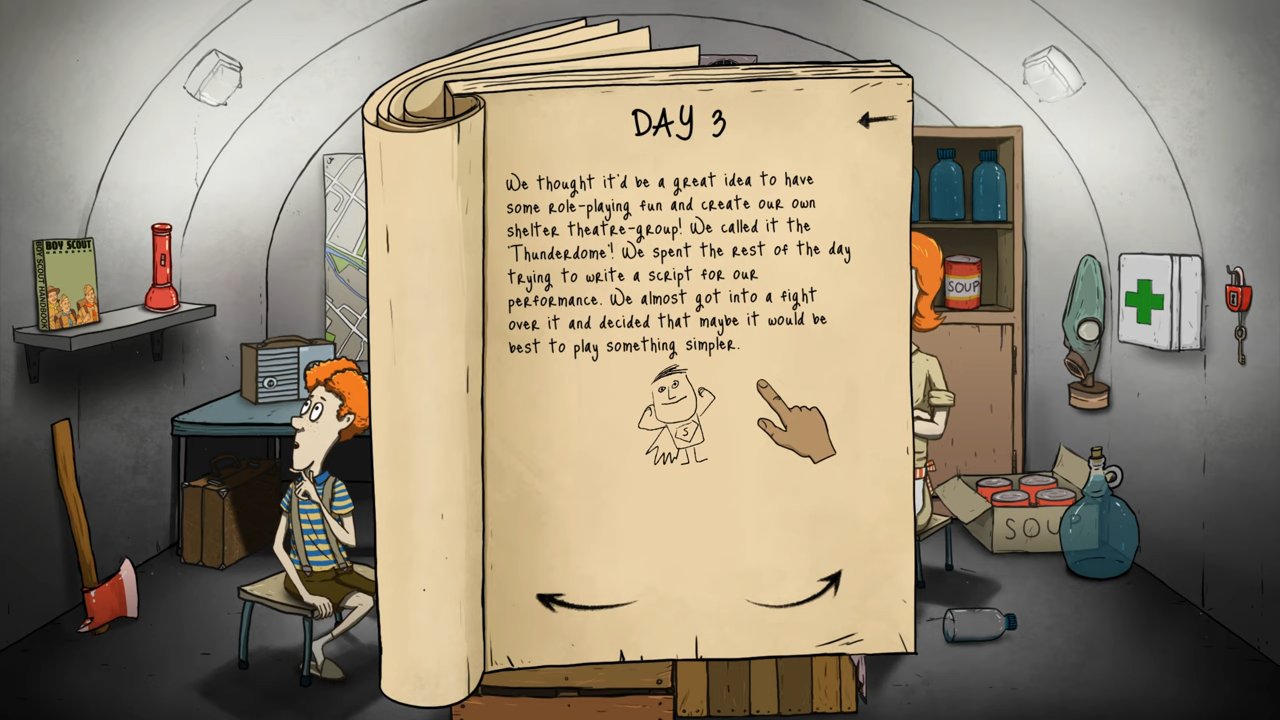 DAY 3
We thought it'd be a great idea to have
some role-playing fun and create our own
shelter theatre-group! We called it the
'Thunderdome'! We spent the rest of the day
trying to write a script for our
performance. We almost got into a fight
over it and decided that maybe it would be
best to play something simpler.
S
BOY SCOUT
BOY SCOUT HANDBOOK
SOUP
SOUP